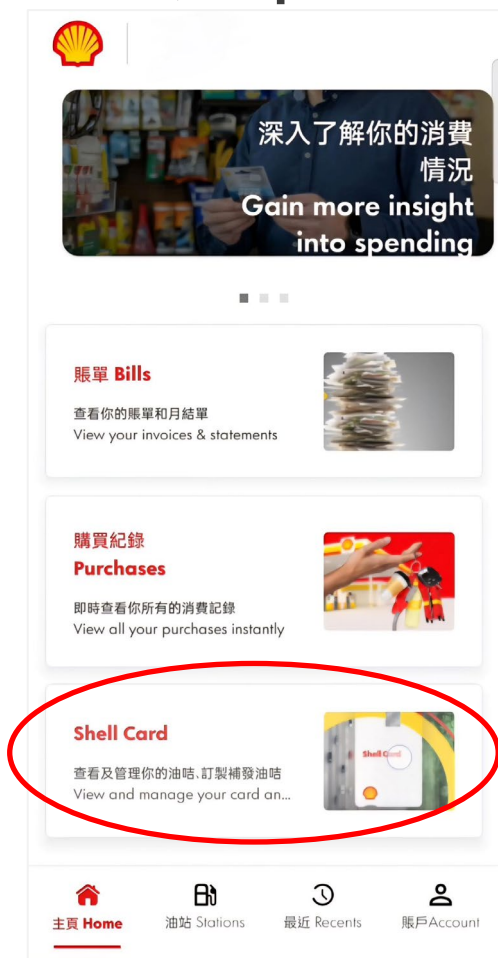 深入了解你的消費
情況
Gain more insight
into spending
賬單 Bills
查看你的賬單和月結單
View your invoices & statements
購買紀錄
Purchases
即時查看你所有的消費記錄
View all your purchases instantly
Shell Card
查看及管理你的油咭、訂製補發油咭
View and manage your card an...
Shell Card
主頁 Home
油站 Stations
最近 Recents
賬戶Account